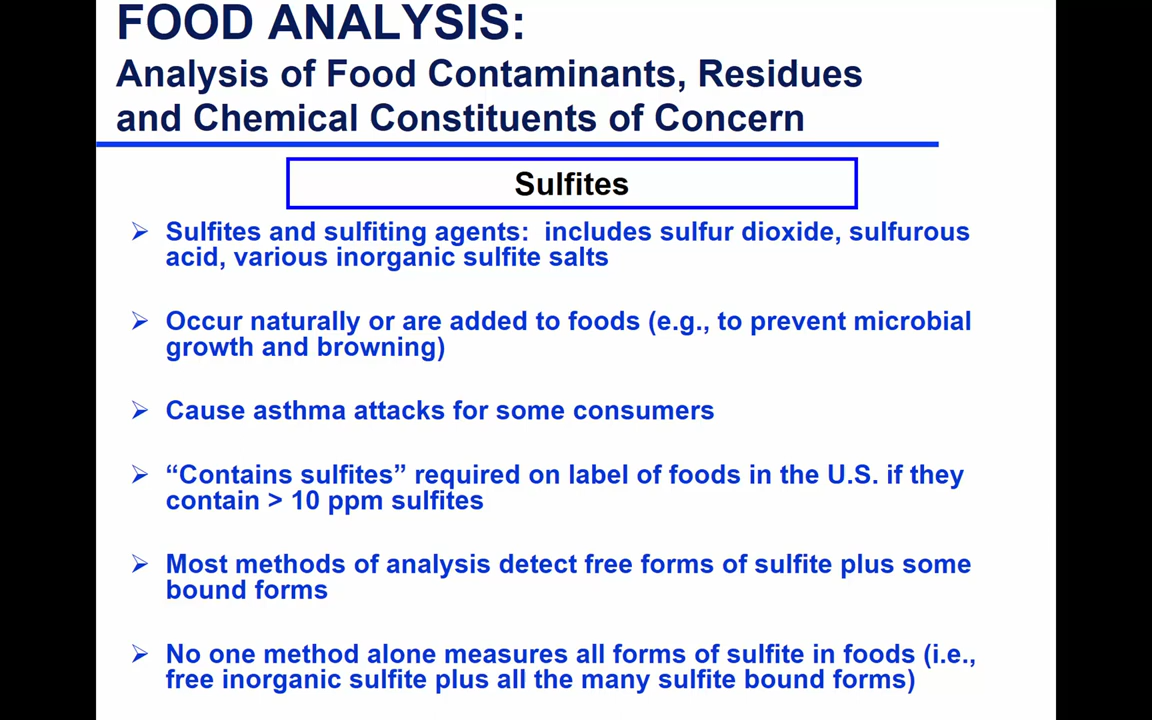 FOOD ANALYSIS:
Analysis of Food Contaminants, Residues
and Chemical Constituents of Concern
Sulfites
➢ Sulfites and sulfiting agents:  includes sulfur dioxide, sulfurous
acid, various inorganic sulfite salts
➢ Occur naturally or are added to foods (e.g., to prevent microbial
growth and browning)
➢ Cause asthma attacks for some consumers
➢ “Contains sulfites” required on label of foods in the U.S. if they
contain > 10 ppm sulfites
➢ Most methods of analysis detect free forms of sulfite plus some
bound forms
➢ No one method alone measures all forms of sulfite in foods (i.e.,
free inorganic sulfite plus all the many sulfite bound forms)